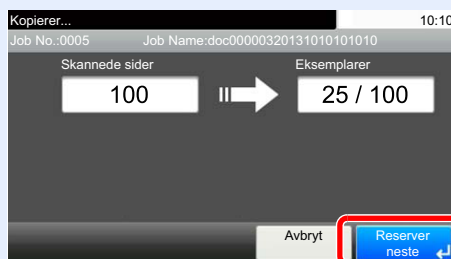 Kopierer... 10:10
Job No.:0005 Job Name:doc00000320131010101010
Skannede sider Eksemplarer
100 25 / 100
Avbryt Reserver
neste